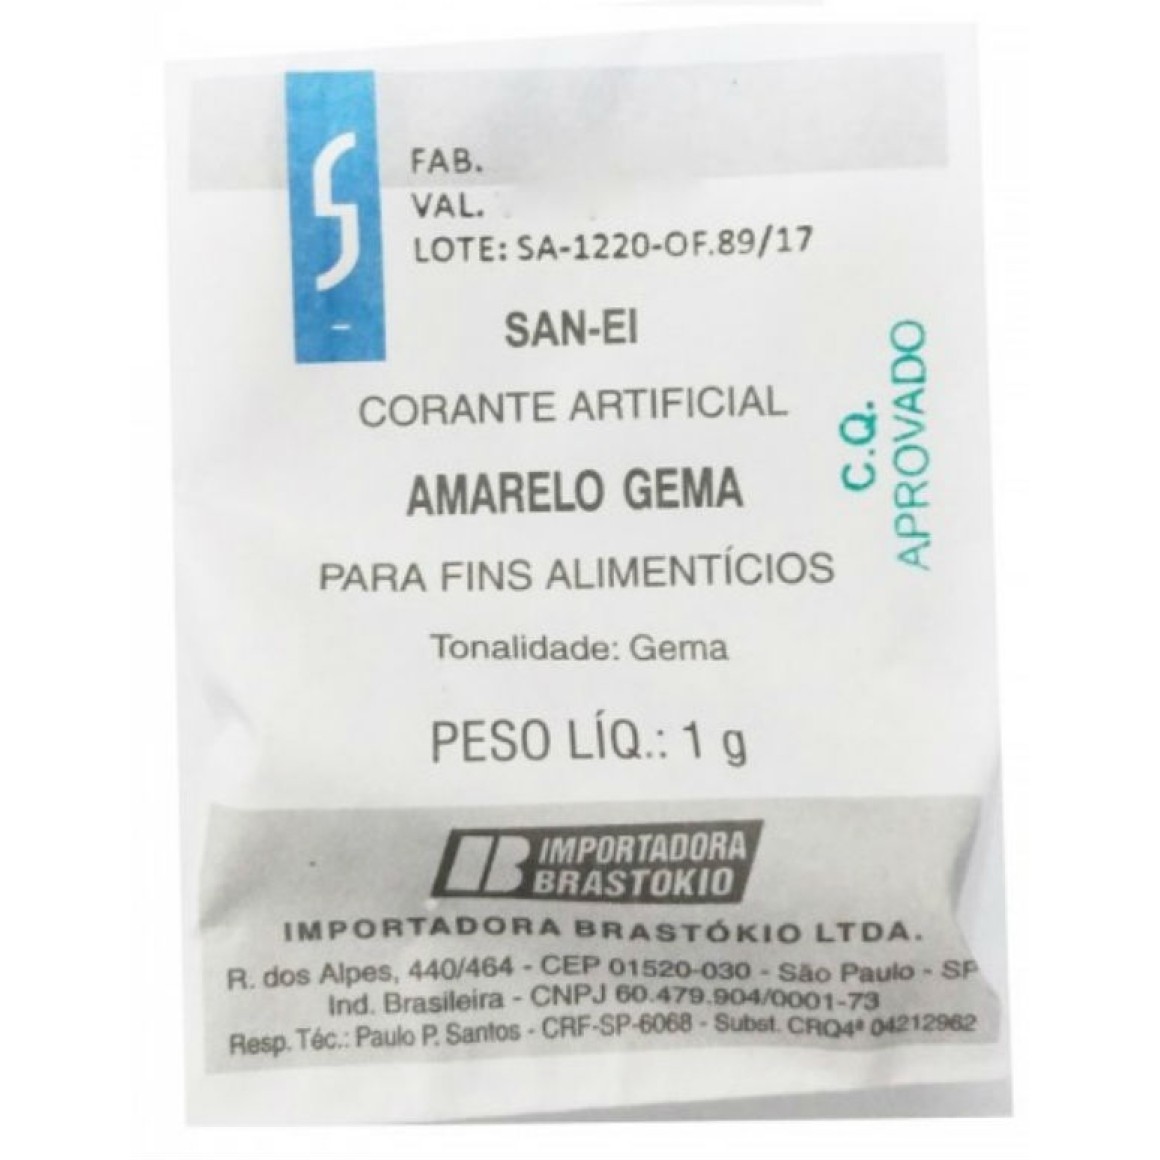 FAB.
VAL.
LOTE: SA-1220-OF.89/17
SAN-EI
CORANTE ARTIFICIAL
AMARELO GEMA
PARA FINS ALIMENTÍCIOS
Tonalidade: Gema
PESO LÍQ.: 1 g
C.Q.
APROVADO
IMPORTADORA
BRASTOKIO
IMPORTADORA BRASTÓKIO LTDA.
R. dos Alpes, 440/464 - CEP 01520-030 - São Paulo - SP
Ind. Brasileira - CNPJ 60.479.904/0001-73
Resp. Téc.: Paulo P. Santos - CRF-SP-6068 - Subst. CRQ4ª 04212962